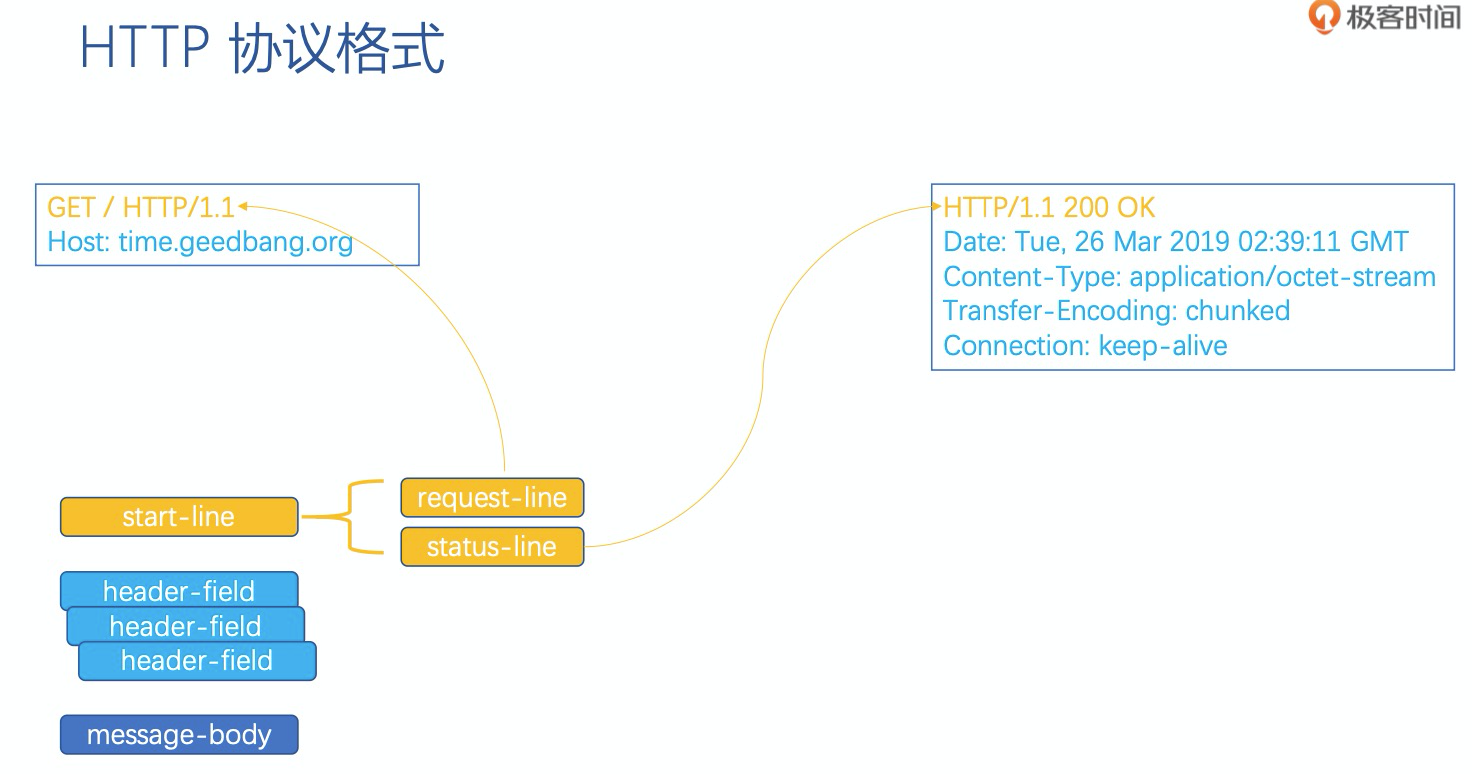 HTTP 协议格式
极客时间
GET / HTTP/1.1
Host: time.geedbang.org
HTTP/1.1 200 OK
Date: Tue, 26 Mar 2019 02:39:11 GMT
Content-Type: application/octet-stream
Transfer-Encoding: chunked
Connection: keep-alive
start-line
request-line
status-line
header-field
header-field
header-field
message-body